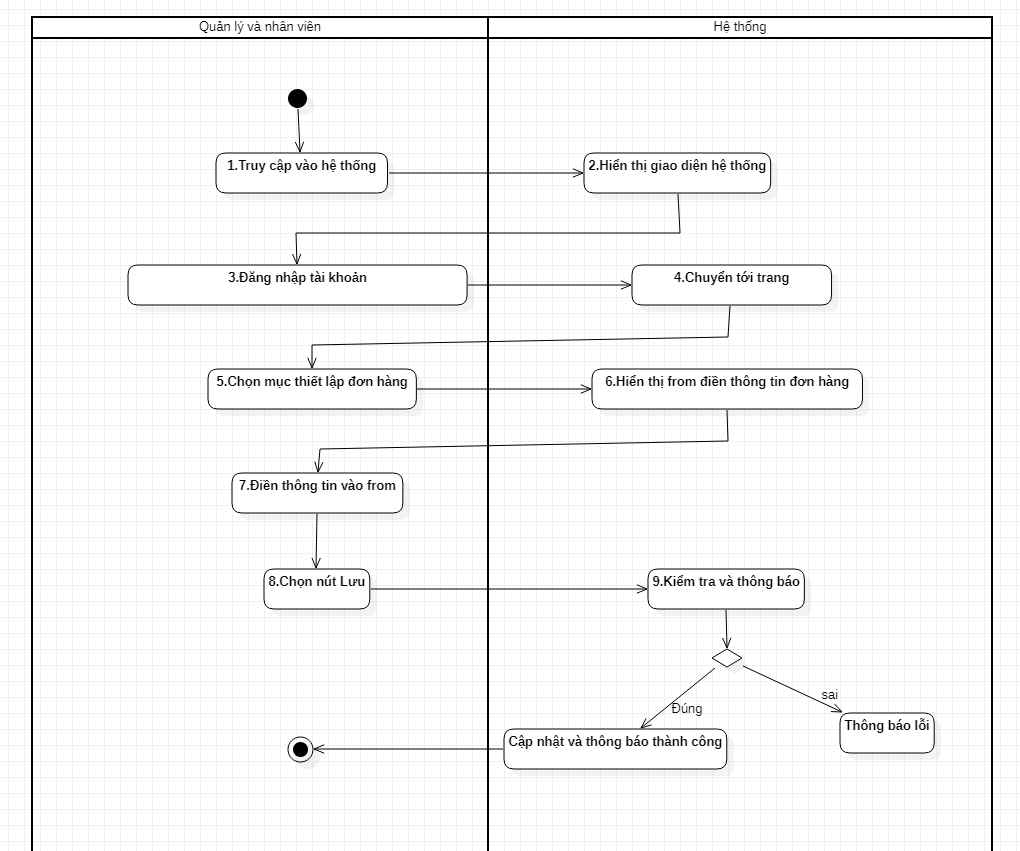 Quản lý và nhân viên
Hệ thống
1.Truy cập vào hệ thống
2.Hiển thị giao diện hệ thống
3.Đăng nhập tài khoản
4.Chuyển tới trang
5.Chọn mục thiết lập đơn hàng
6.Hiển thị from điền thông tin đơn hàng
7.Điền thông tin vào from
8.Chọn nút Lưu
9.Kiểm tra và thông báo
sai
Đúng
Thông báo lỗi
Cập nhật và thông báo thành công